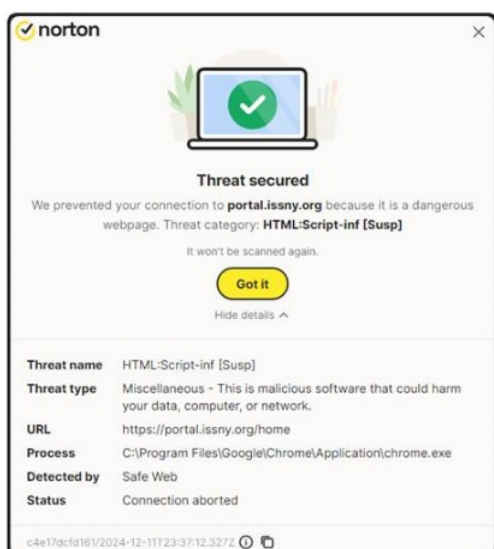 norton
Threat secured
We prevented your connection to portal.issny.org because it is a dangerous
webpage. Threat category: HTML:Script-inf [Susp]
It won't be scanned again.
Got it
Hide details
Threat name HTML:Script-inf [Susp]
Threat type Miscellaneous - This is malicious software that could harm
your data, computer, or network.
URL https://portal.issny.org/home
Process C:\Program Files\Google\Chrome\Application\chrome.exe
Detected by Safe Web
Status Connection aborted
c4e17dcfd161/2024-12-11T23:37:12.327Z